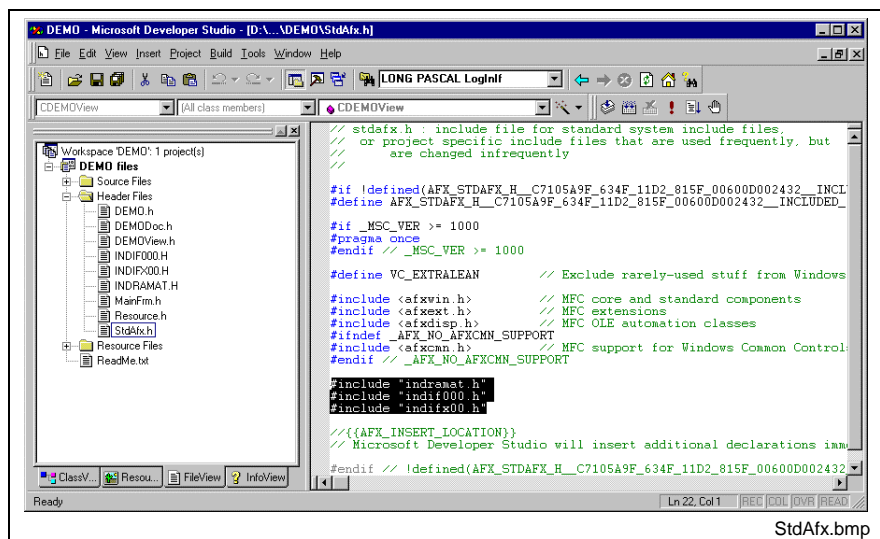 DEMO - Microsoft Developer Studio - [D:\...\DEMO\StdAfx.h]
File Edit View Insert Project Build Tools Window Help
LONG PASCAL LogInIf
CDEMOView [All class members] CDEMOView
Workspace 'DEMO': 1 project(s)
DEMO files
Source Files
Header Files
DEMO.h
DEMODoc.h
DEMOView.h
INDIF000.H
INDIFX00.H
INDRAMAT.H
MainFrm.h
Resource.h
StdAfx.h
Resource Files
ReadMe.txt
ClassV... Resou... FileView InfoView
// stdafx.h : include file for standard system include files,
// or project specific include files that are used frequently, but
// are changed infrequently
//
#if !defined(AFX_STDAFX_H__C7105A9F_634F_11D2_815F_00600D002432__INCL
#define AFX_STDAFX_H__C7105A9F_634F_11D2_815F_00600D002432__INCLUDED_
#if _MSC_VER >= 1000
#pragma once
#endif // _MSC_VER >= 1000
#define VC_EXTRALEAN // Exclude rarely-used stuff from Windows
#include <afxwin.h> // MFC core and standard components
#include <afxext.h> // MFC extensions
#include <afxdisp.h> // MFC OLE automation classes
#ifndef _AFX_NO_AFXCMN_SUPPORT
#include <afxcmn.h> // MFC support for Windows Common Control
#endif // _AFX_NO_AFXCMN_SUPPORT
#include "indramat.h"
#include "indif000.h"
#include "indifx00.h"
//{{AFX_INSERT_LOCATION}}
// Microsoft Developer Studio will insert additional declarations imm
#endif // !defined(AFX_STDAFX_H__C7105A9F_634F_11D2_815F_00600D002432
Ready Ln 22, Col 1 REC COL OVR READ
StdAfx.bmp